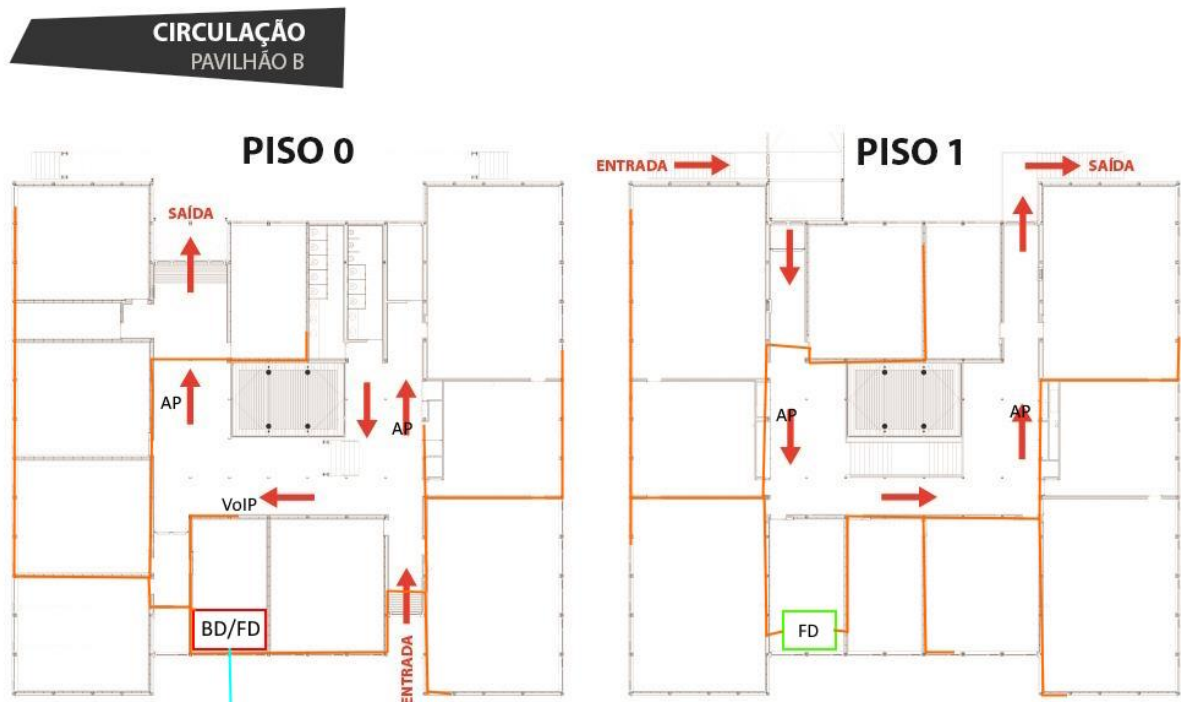 CIRCULAÇÃO
PAVILHÃO B
PISO 0
SAÍDA
AP
AP
VoIP
BD/FD
ENTRADA
PISO 1
ENTRADA
SAÍDA
AP
AP
FD